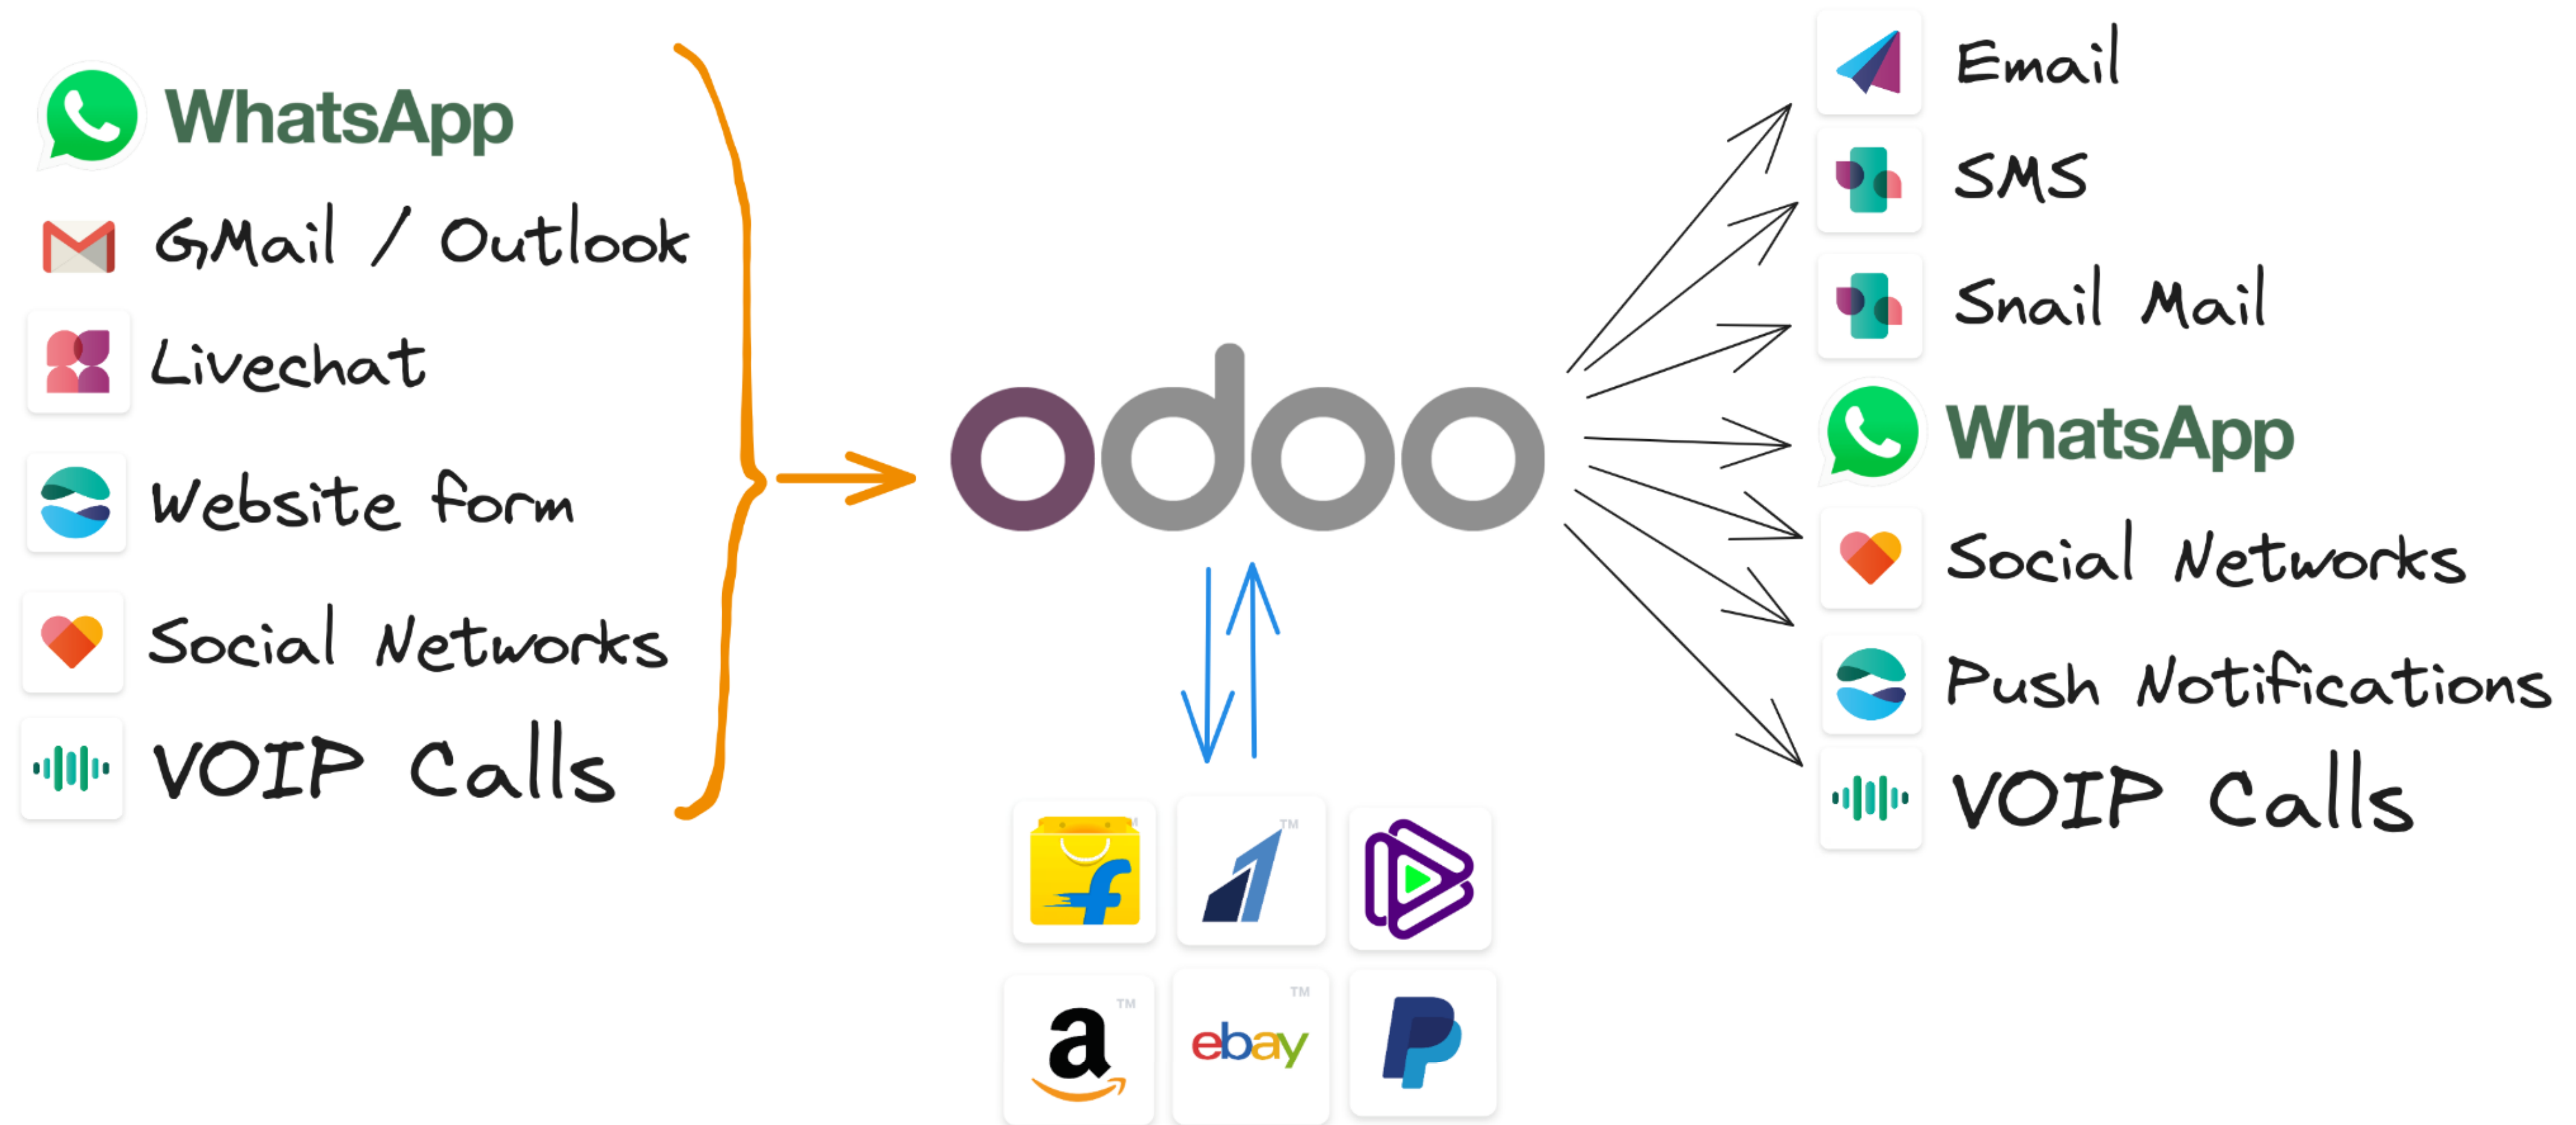 WhatsApp
GMail / Outlook
Livechat
Website form
Social Networks
VOIP Calls
odoo
TM
f
TM
a
TM
ebay
TM
Email
SMS
Snail Mail
WhatsApp
Social Networks
Push Notifications
VOIP Calls